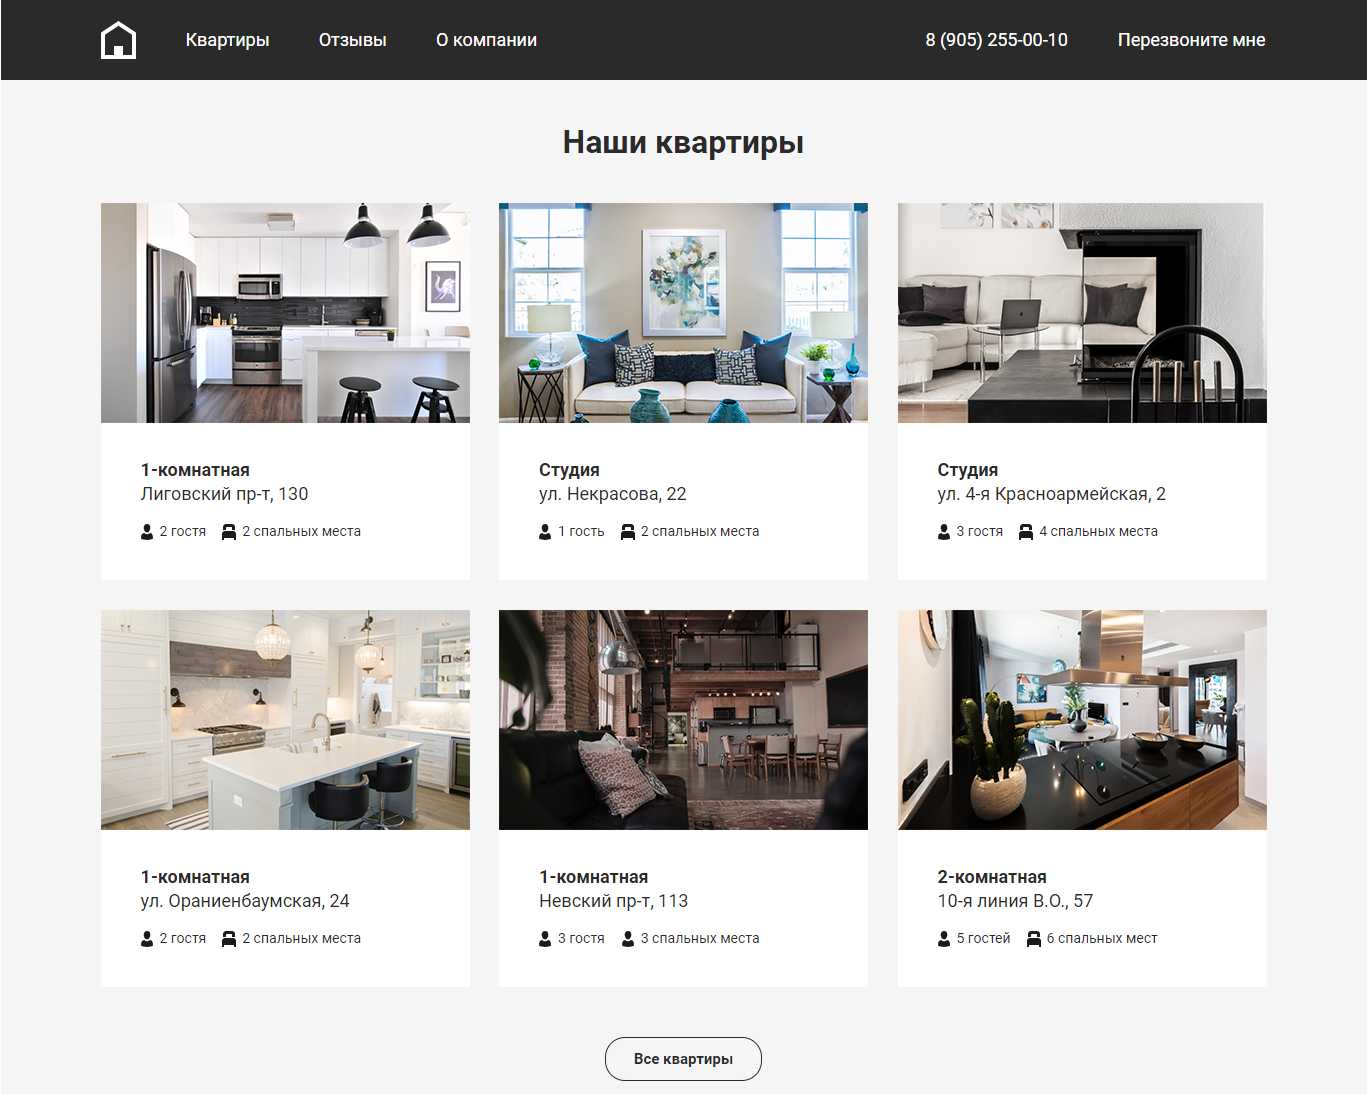 Квартиры Отзывы О компании 8 (905) 255-00-10 Перезвоните мне
Наши квартиры
1-комнатная
Лиговский пр-т, 130
2 гостя 2 спальных места
Студия
ул. Некрасова, 22
1 гость 2 спальных места
Студия
ул. 4-я Красноармейская, 2
3 гостя 4 спальных места
1-комнатная
ул. Ораниенбаумская, 24
2 гостя 2 спальных места
1-комнатная
Невский пр-т, 113
3 гостя 3 спальных места
2-комнатная
10-я линия В.О., 57
5 гостей 6 спальных мест
Все квартиры